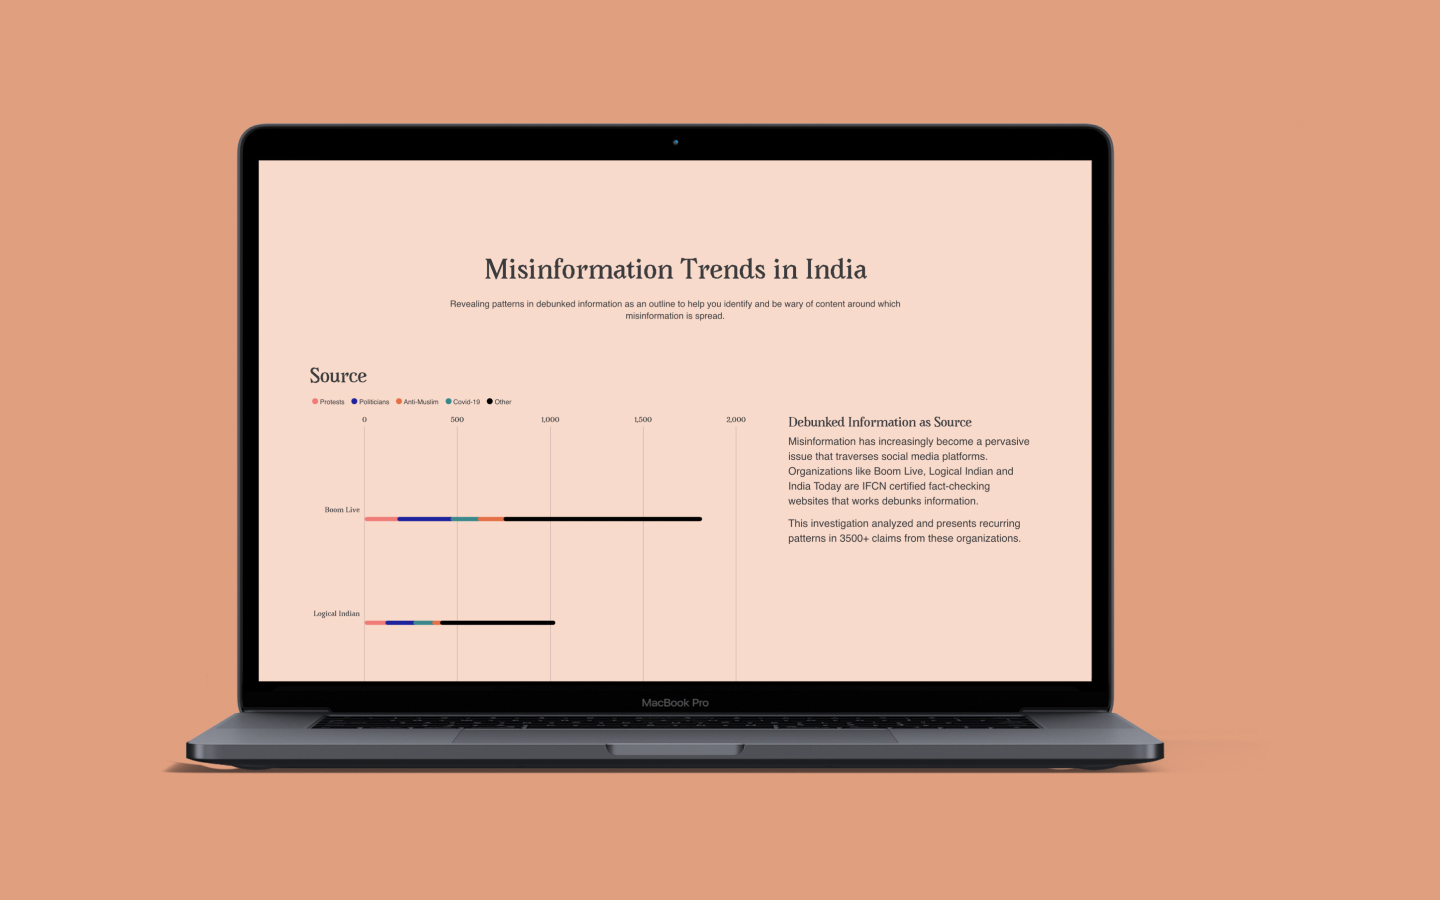 Misinformation Trends in India
Revealing patterns in debunked information as an outline to help you identify and be wary of content around which
misinformation is spread.
Source
Protests Politicians Anti-Muslim Covid-19 Other
0 500 1,000 1,500 2,000
Boom Live
Logical Indian
Debunked Information as Source
Misinformation has increasingly become a pervasive
issue that traverses social media platforms.
Organizations like Boom Live, Logical Indian and
India Today are IFCN certified fact-checking
websites that works debunks information.
This investigation analyzed and presents recurring
patterns in 3500+ claims from these organizations.
MacBook Pro